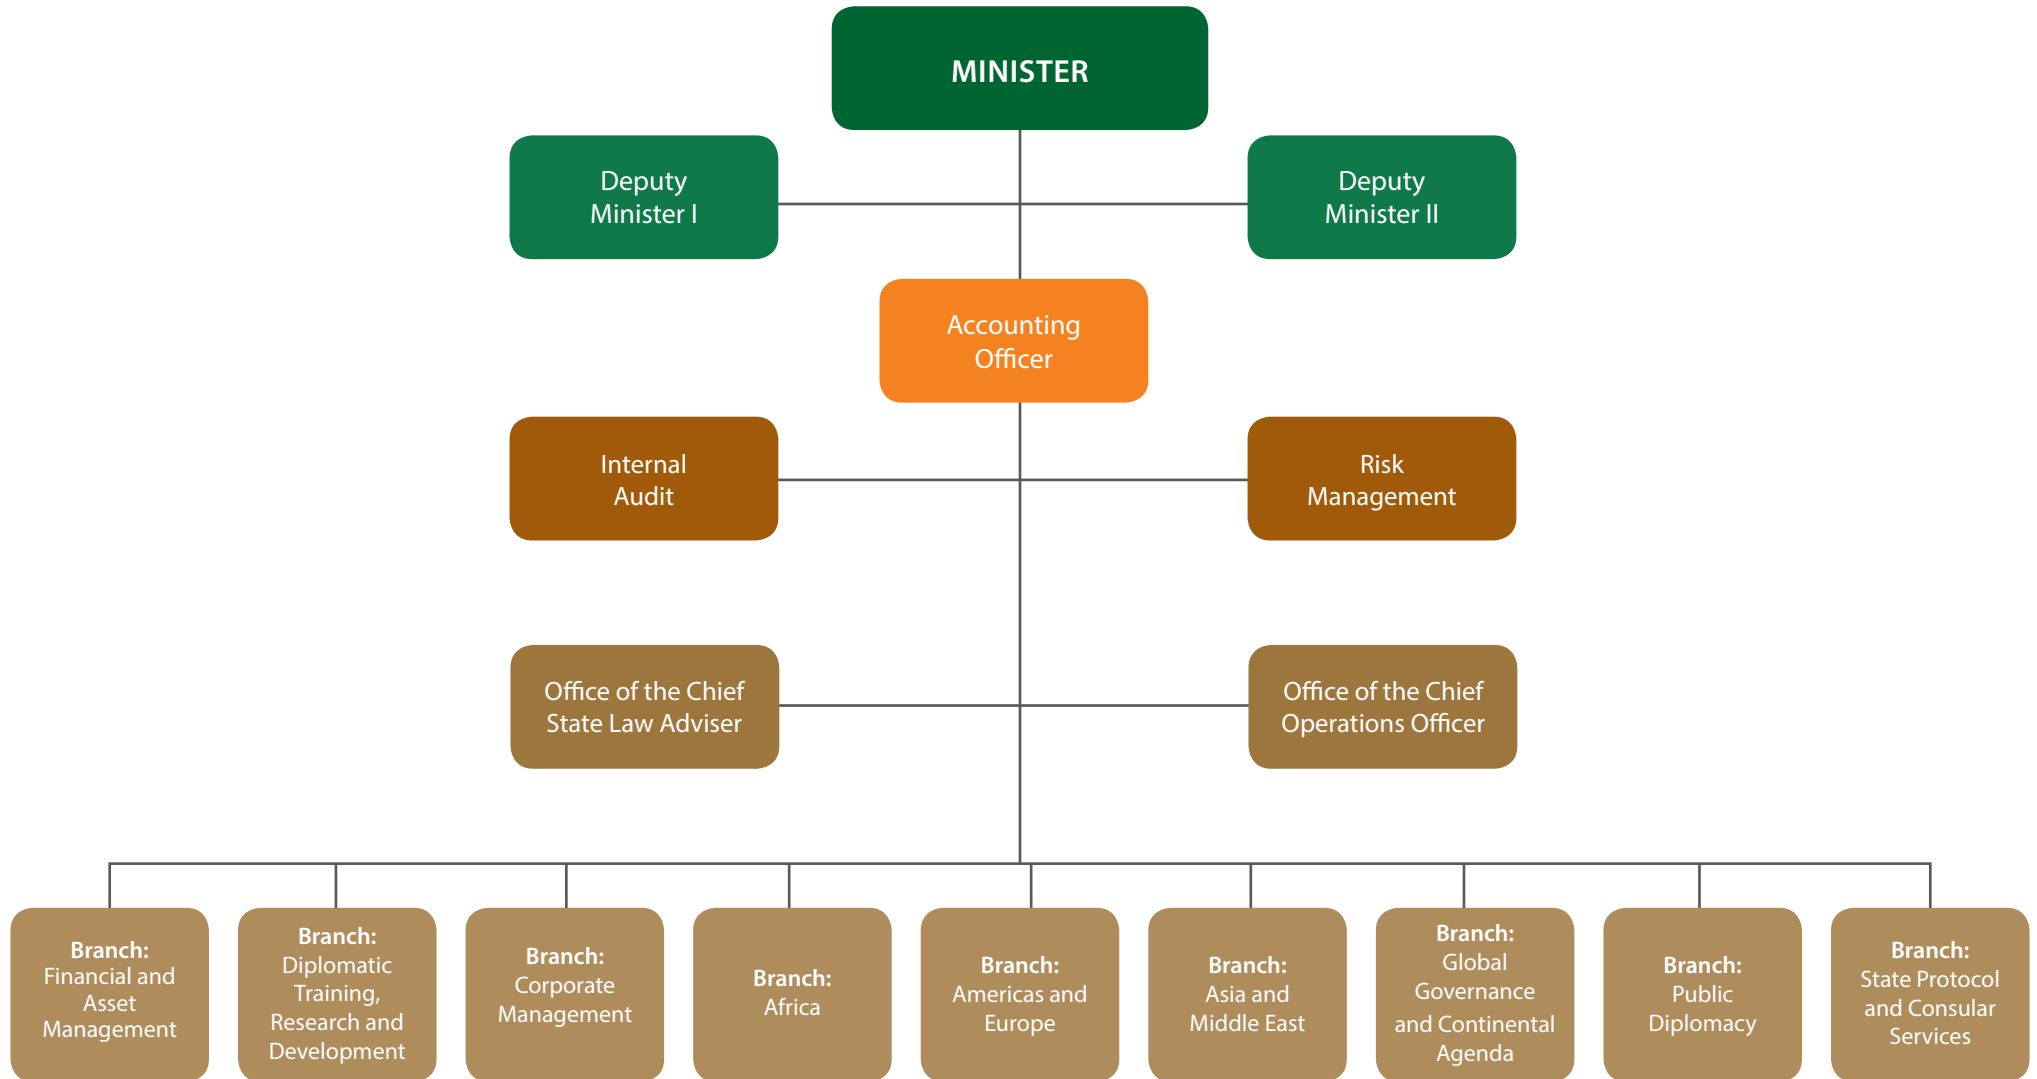 MINISTER
Deputy
Minister I
Deputy
Minister II
Accounting
Officer
Internal
Audit
Risk
Management
Office of the Chief
State Law Adviser
Office of the Chief
Operations Officer
Branch:
Financial and
Asset
Management
Branch:
Diplomatic
Training,
Research and
Development
Branch:
Corporate
Management
Branch:
Africa
Branch:
Americas and
Europe
Branch:
Asia and
Middle East
Branch:
Global
Governance
and Continental
Agenda
Branch:
Public
Diplomacy
Branch:
State Protocol
and Consular
Services